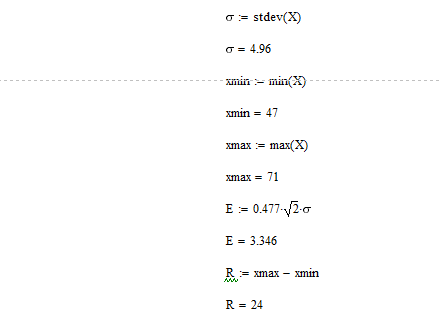 σ := stdev(X)
σ = 4.96
xmin := min(X)
xmin = 47
xmax := max(X)
xmax = 71
E := 0.477·√2·σ
E = 3.346
R := xmax − xmin
R = 24